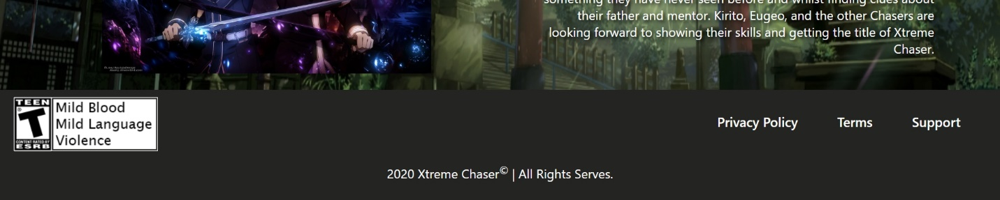 something they have never seen before and whilst finding clues about
their father and mentor. Kirito, Eugeo, and the other Chasers are
looking forward to showing their skills and getting the title of Xtreme
Chaser.
TEEN
T
CONTENT RATED BY
ESRB
Mild Blood
Mild Language
Violence
Privacy Policy Terms Support
2020 Xtreme Chaser© | All Rights Serves.